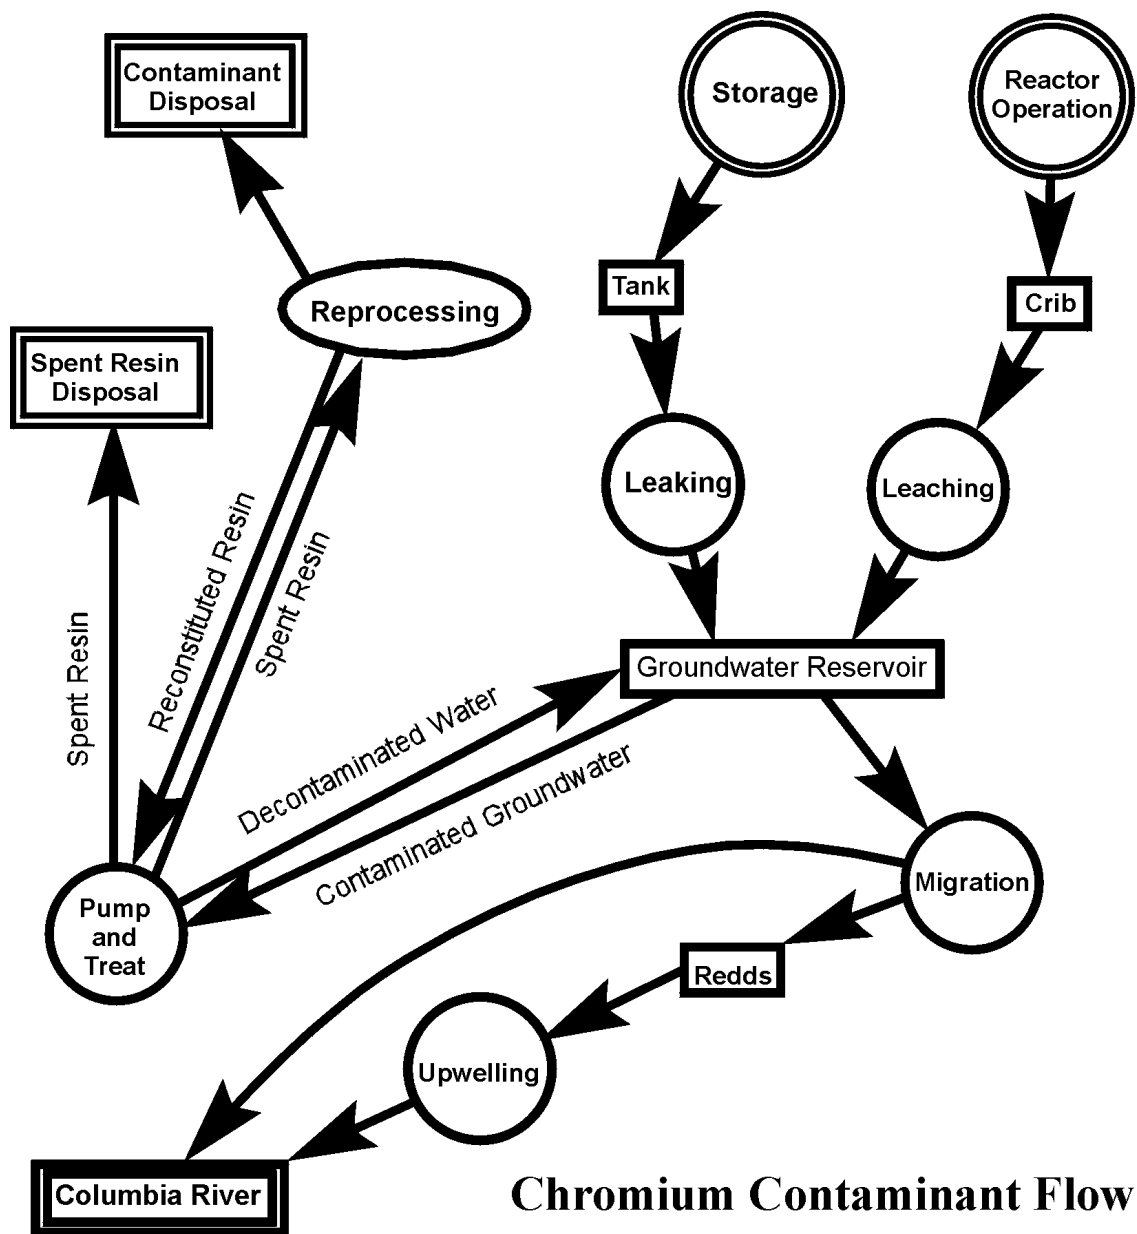 Contaminant
Disposal
Storage
Reactor
Operation
Tank
Crib
Reprocessing
Spent Resin
Disposal
Leaking
Leaching
Reconstituted Resin
Spent Resin
Spent Resin
Groundwater Reservoir
Decontaminated Water
Contaminated Groundwater
Migration
Pump
and
Treat
Redds
Upwelling
Columbia River
Chromium Contaminant Flow